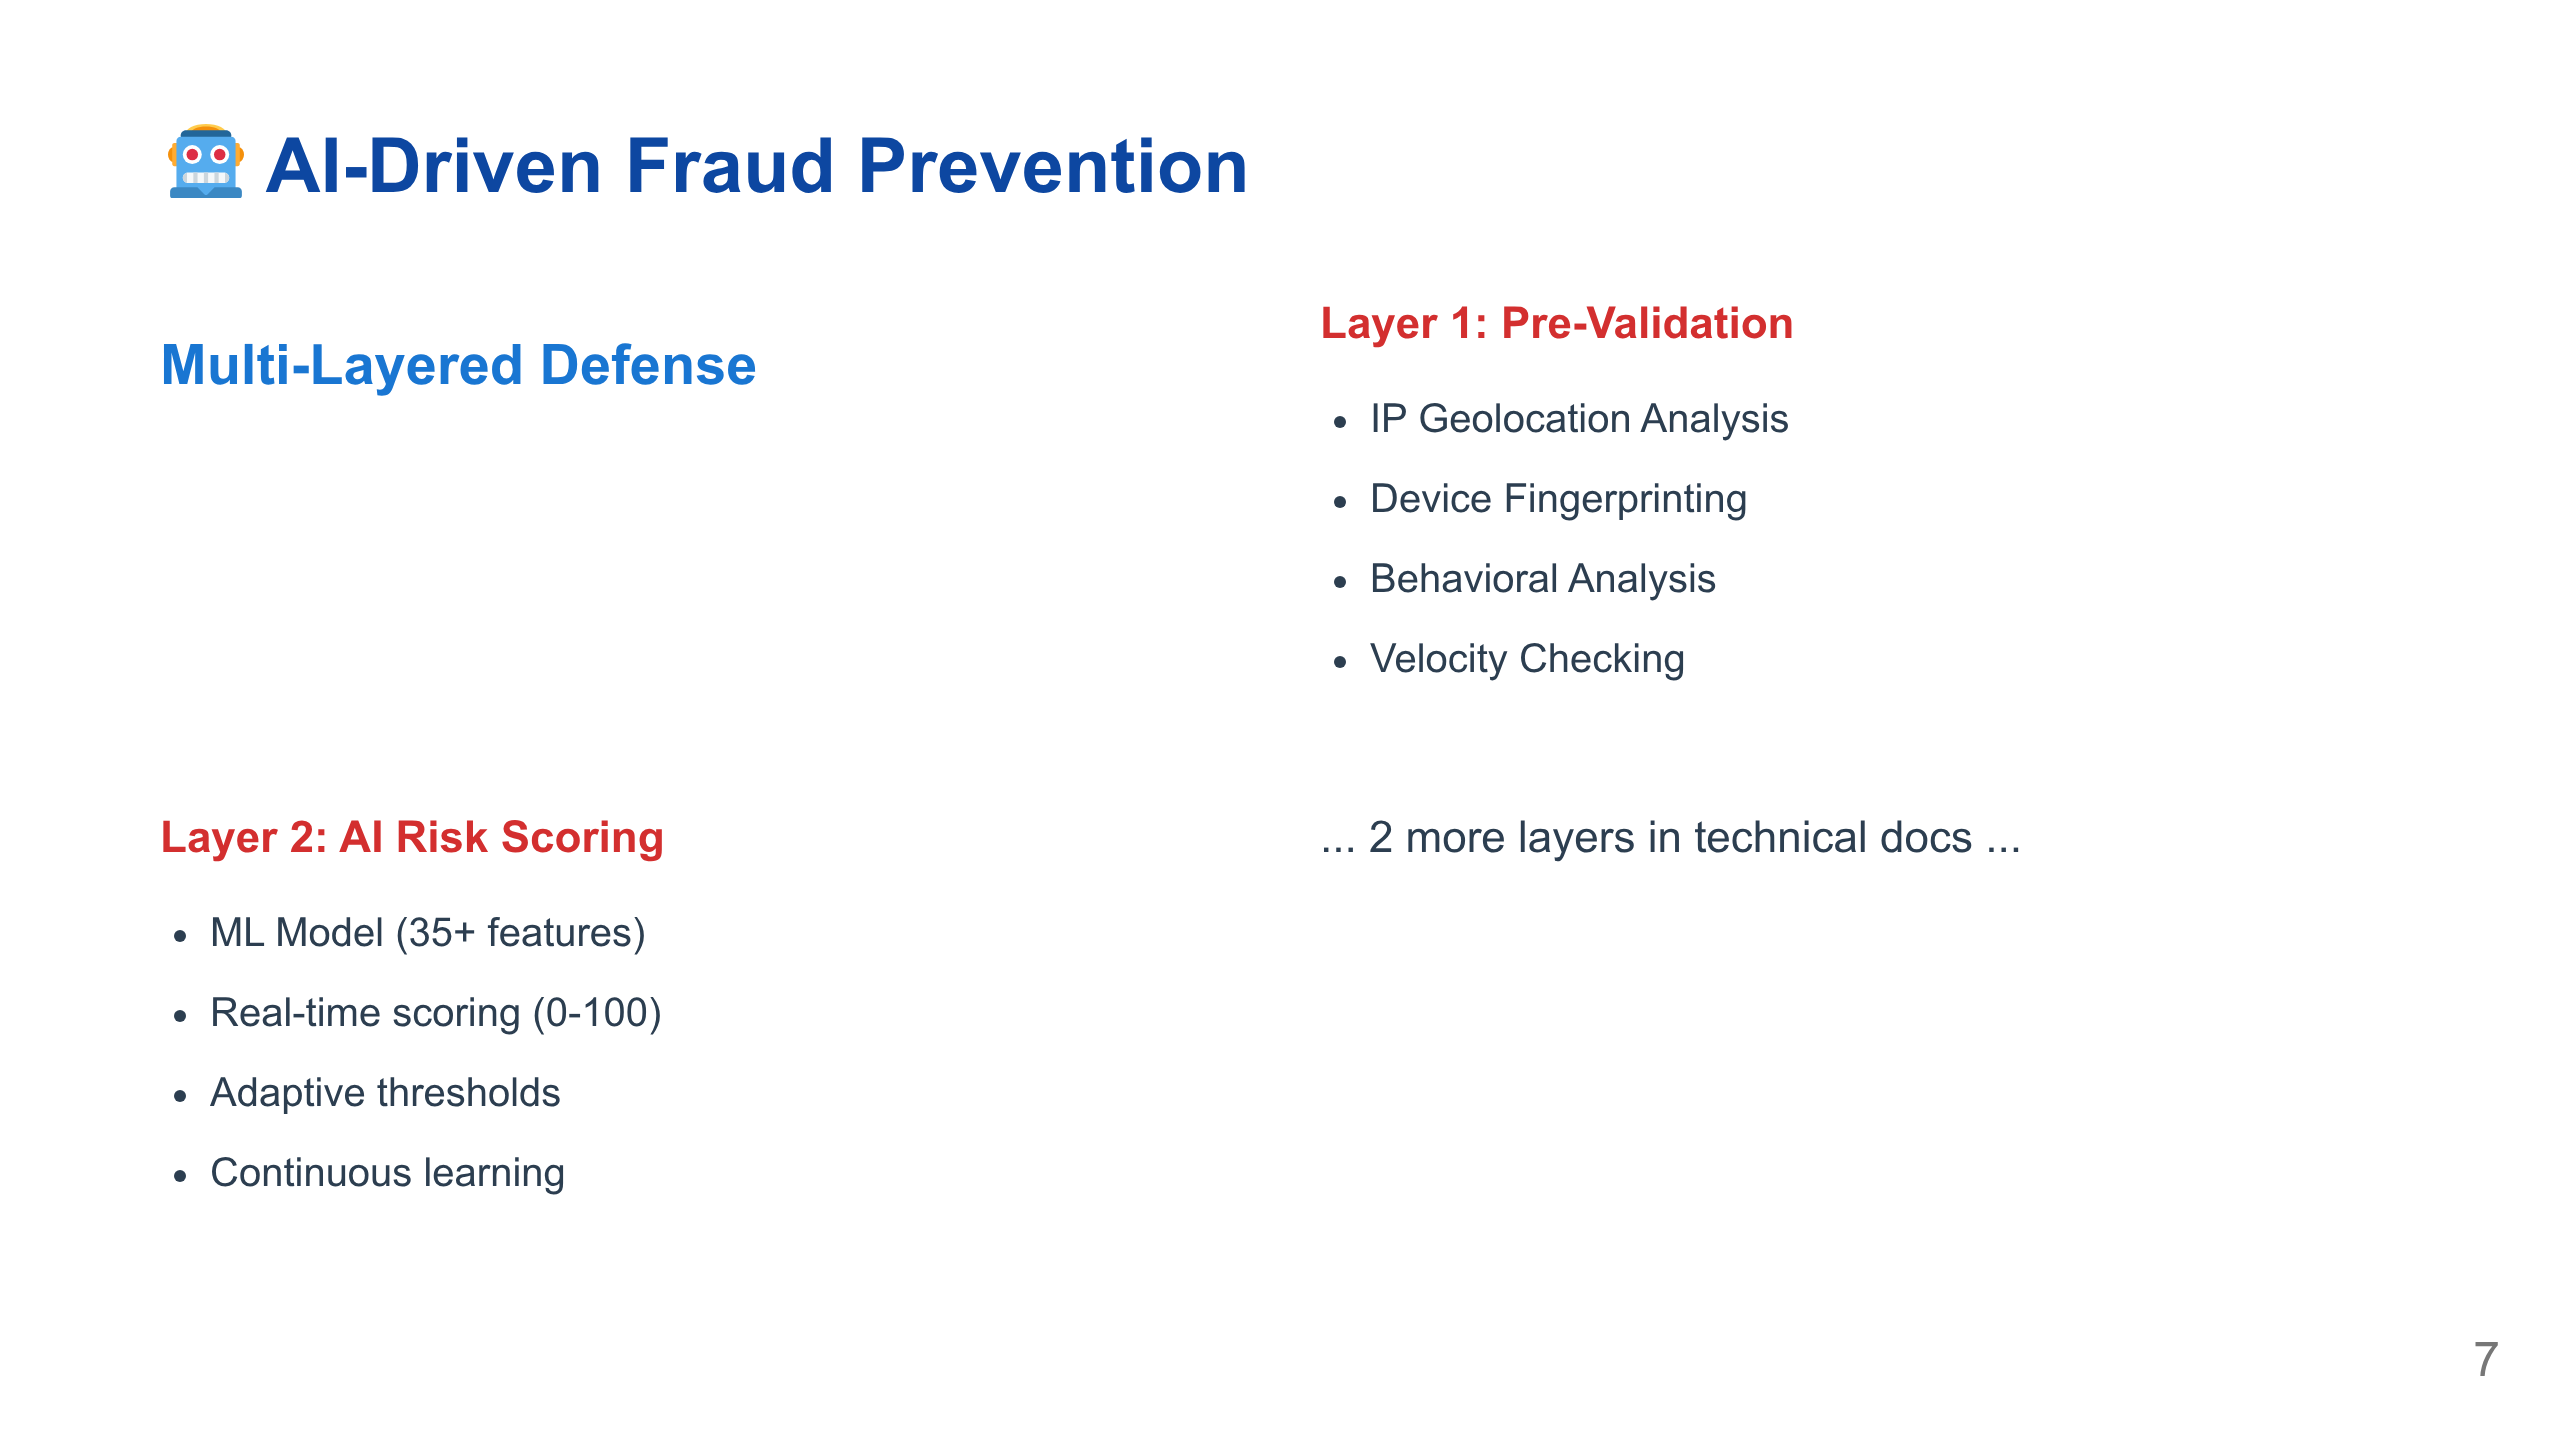 🤖 AI-Driven Fraud Prevention
Multi-Layered Defense
Layer 1: Pre-Validation
• IP Geolocation Analysis
• Device Fingerprinting
• Behavioral Analysis
• Velocity Checking
Layer 2: AI Risk Scoring
• ML Model (35+ features)
• Real-time scoring (0-100)
• Adaptive thresholds
• Continuous learning
... 2 more layers in technical docs ...
7